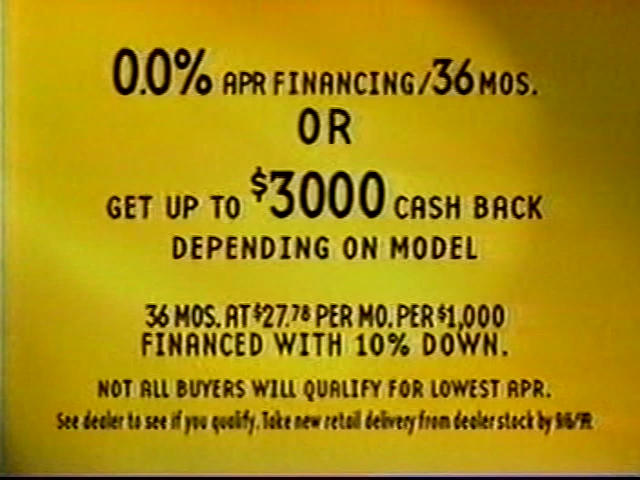 0.0% APR FINANCING/36 MOS.
OR
GET UP TO $3000 CASH BACK
DEPENDING ON MODEL
36 MOS. AT $27.78 PER MO. PER $1,000
FINANCED WITH 10% DOWN.
NOT ALL BUYERS WILL QUALIFY FOR LOWEST APR.
See dealer to see if you qualify. Take new retail delivery from dealer stock by